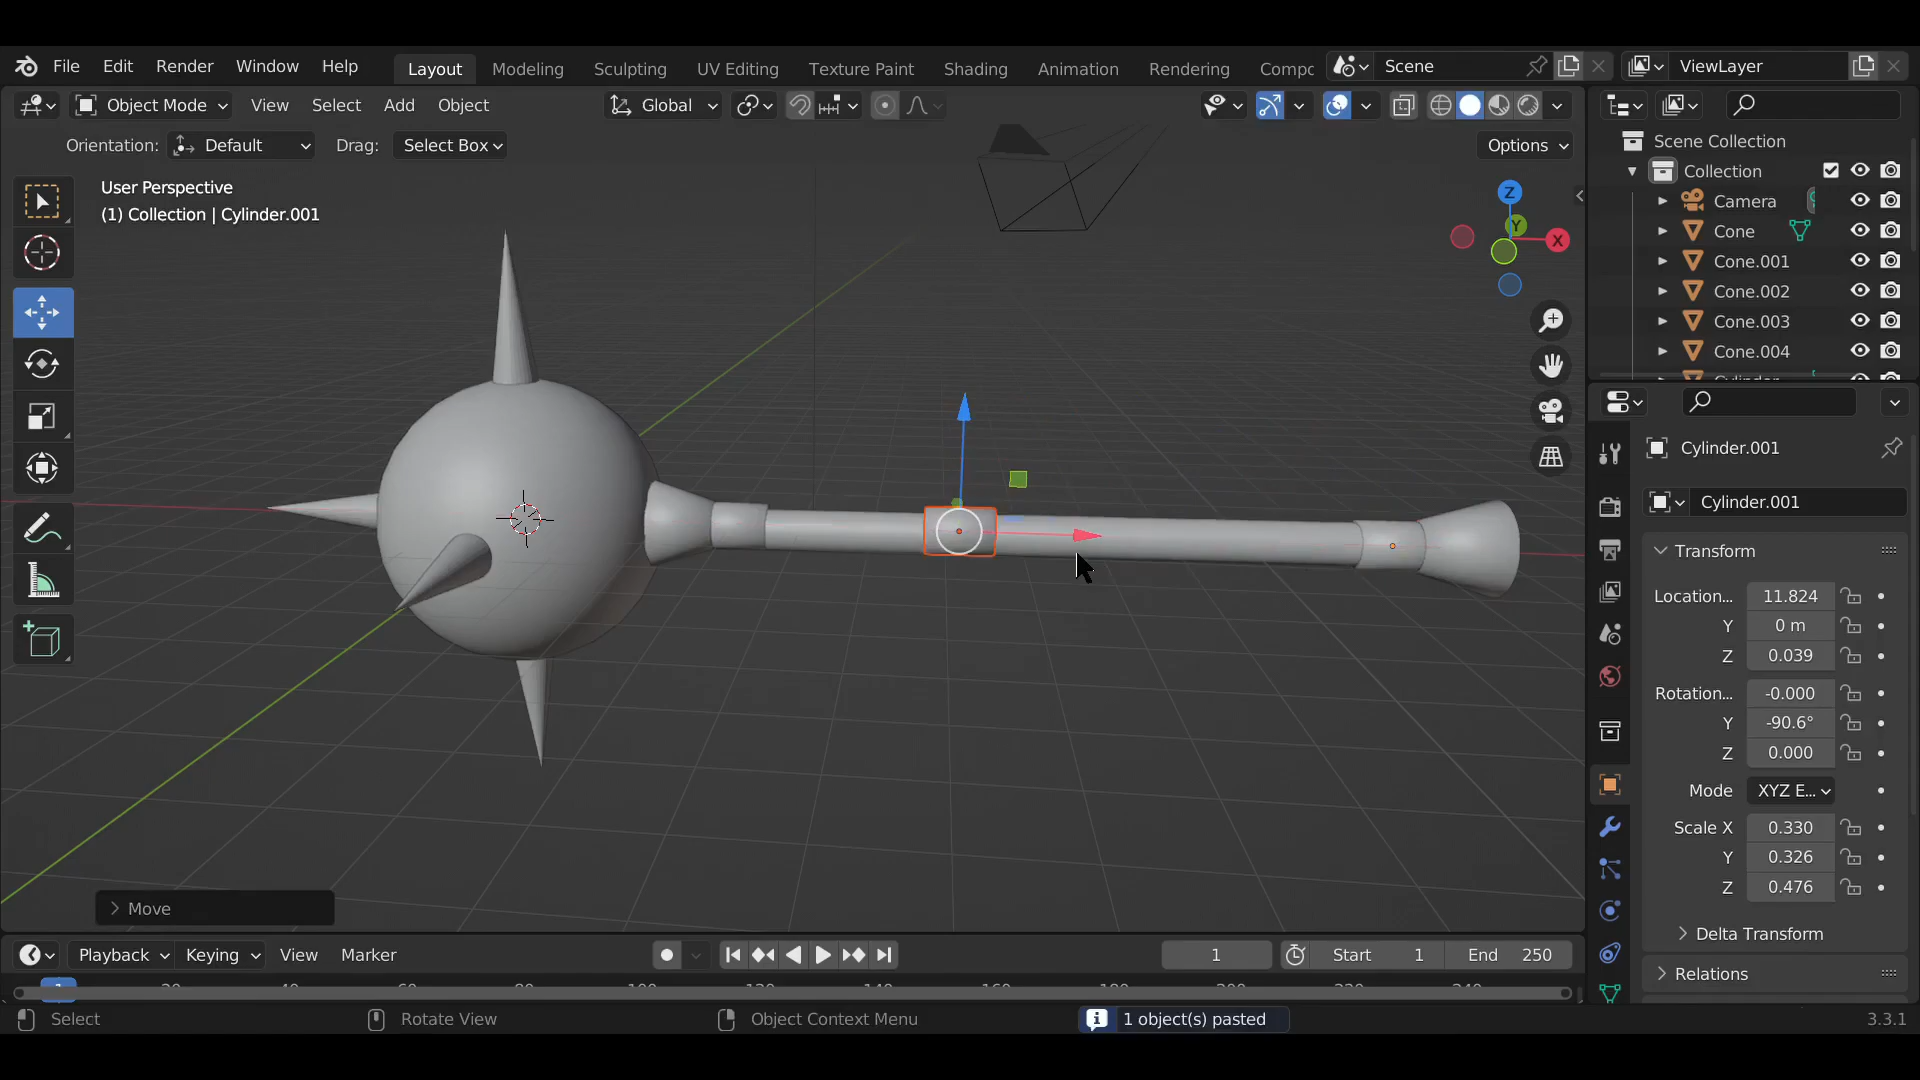 File Edit Render Window Help Layout Modeling Sculpting UV Editing Texture Paint Shading Animation Rendering Compc Scene ViewLayer
Object Mode View Select Add Object Global
Orientation: Default Drag: Select Box Options
User Perspective
(1) Collection | Cylinder.001
Z
Y
X
Move
Scene Collection
Collection
Camera
Cone
Cone.001
Cone.002
Cone.003
Cone.004
Cylinder.001
Cylinder.001
Transform
Location... 11.824
Y 0 m
Z 0.039
Rotation... -0.000
Y -90.6°
Z 0.000
Mode XYZ E...
Scale X 0.330
Y 0.326
Z 0.476
Delta Transform
Relations
Playback Keying View Marker 1 Start 1 End 250
1
Select Rotate View Object Context Menu 1 object(s) pasted 3.3.1